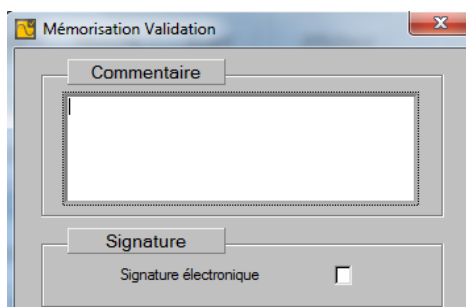 Mémorisation Validation
Commentaire
Signature
Signature électronique